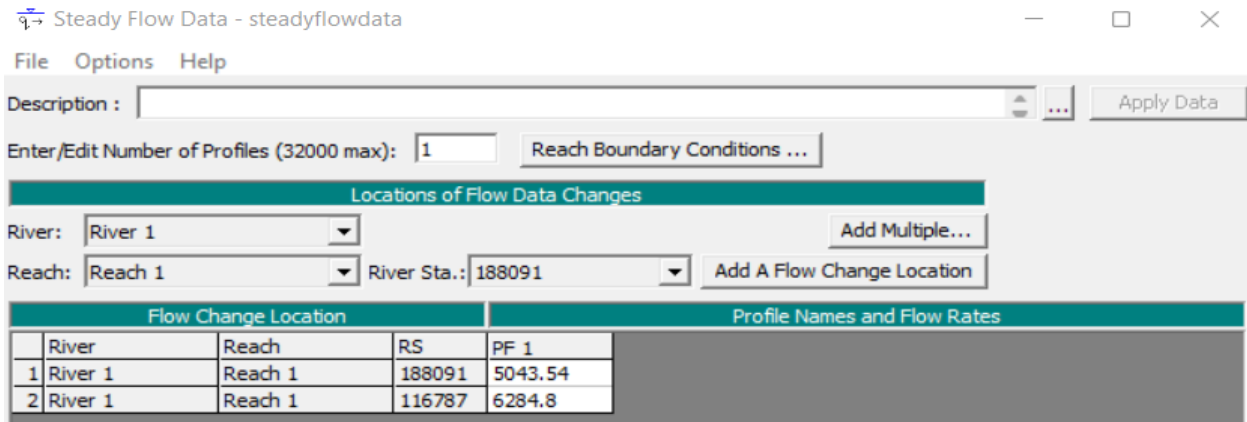 Steady Flow Data - steadyflowdata
File Options Help
Description :
... Apply Data
Enter/Edit Number of Profiles (32000 max): 1 Reach Boundary Conditions ...
Locations of Flow Data Changes
River: River 1 Add Multiple...
Reach: Reach 1 River Sta.: 188091 Add A Flow Change Location
Flow Change Location Profile Names and Flow Rates
River Reach RS PF 1
1 River 1 Reach 1 188091 5043.54
2 River 1 Reach 1 116787 6284.8